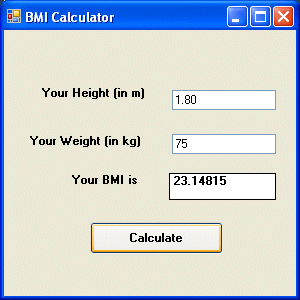 BMI Calculator
Your Height (in m) 1.80
Your Weight (in kg) 75
Your BMI is 23.14815
Calculate